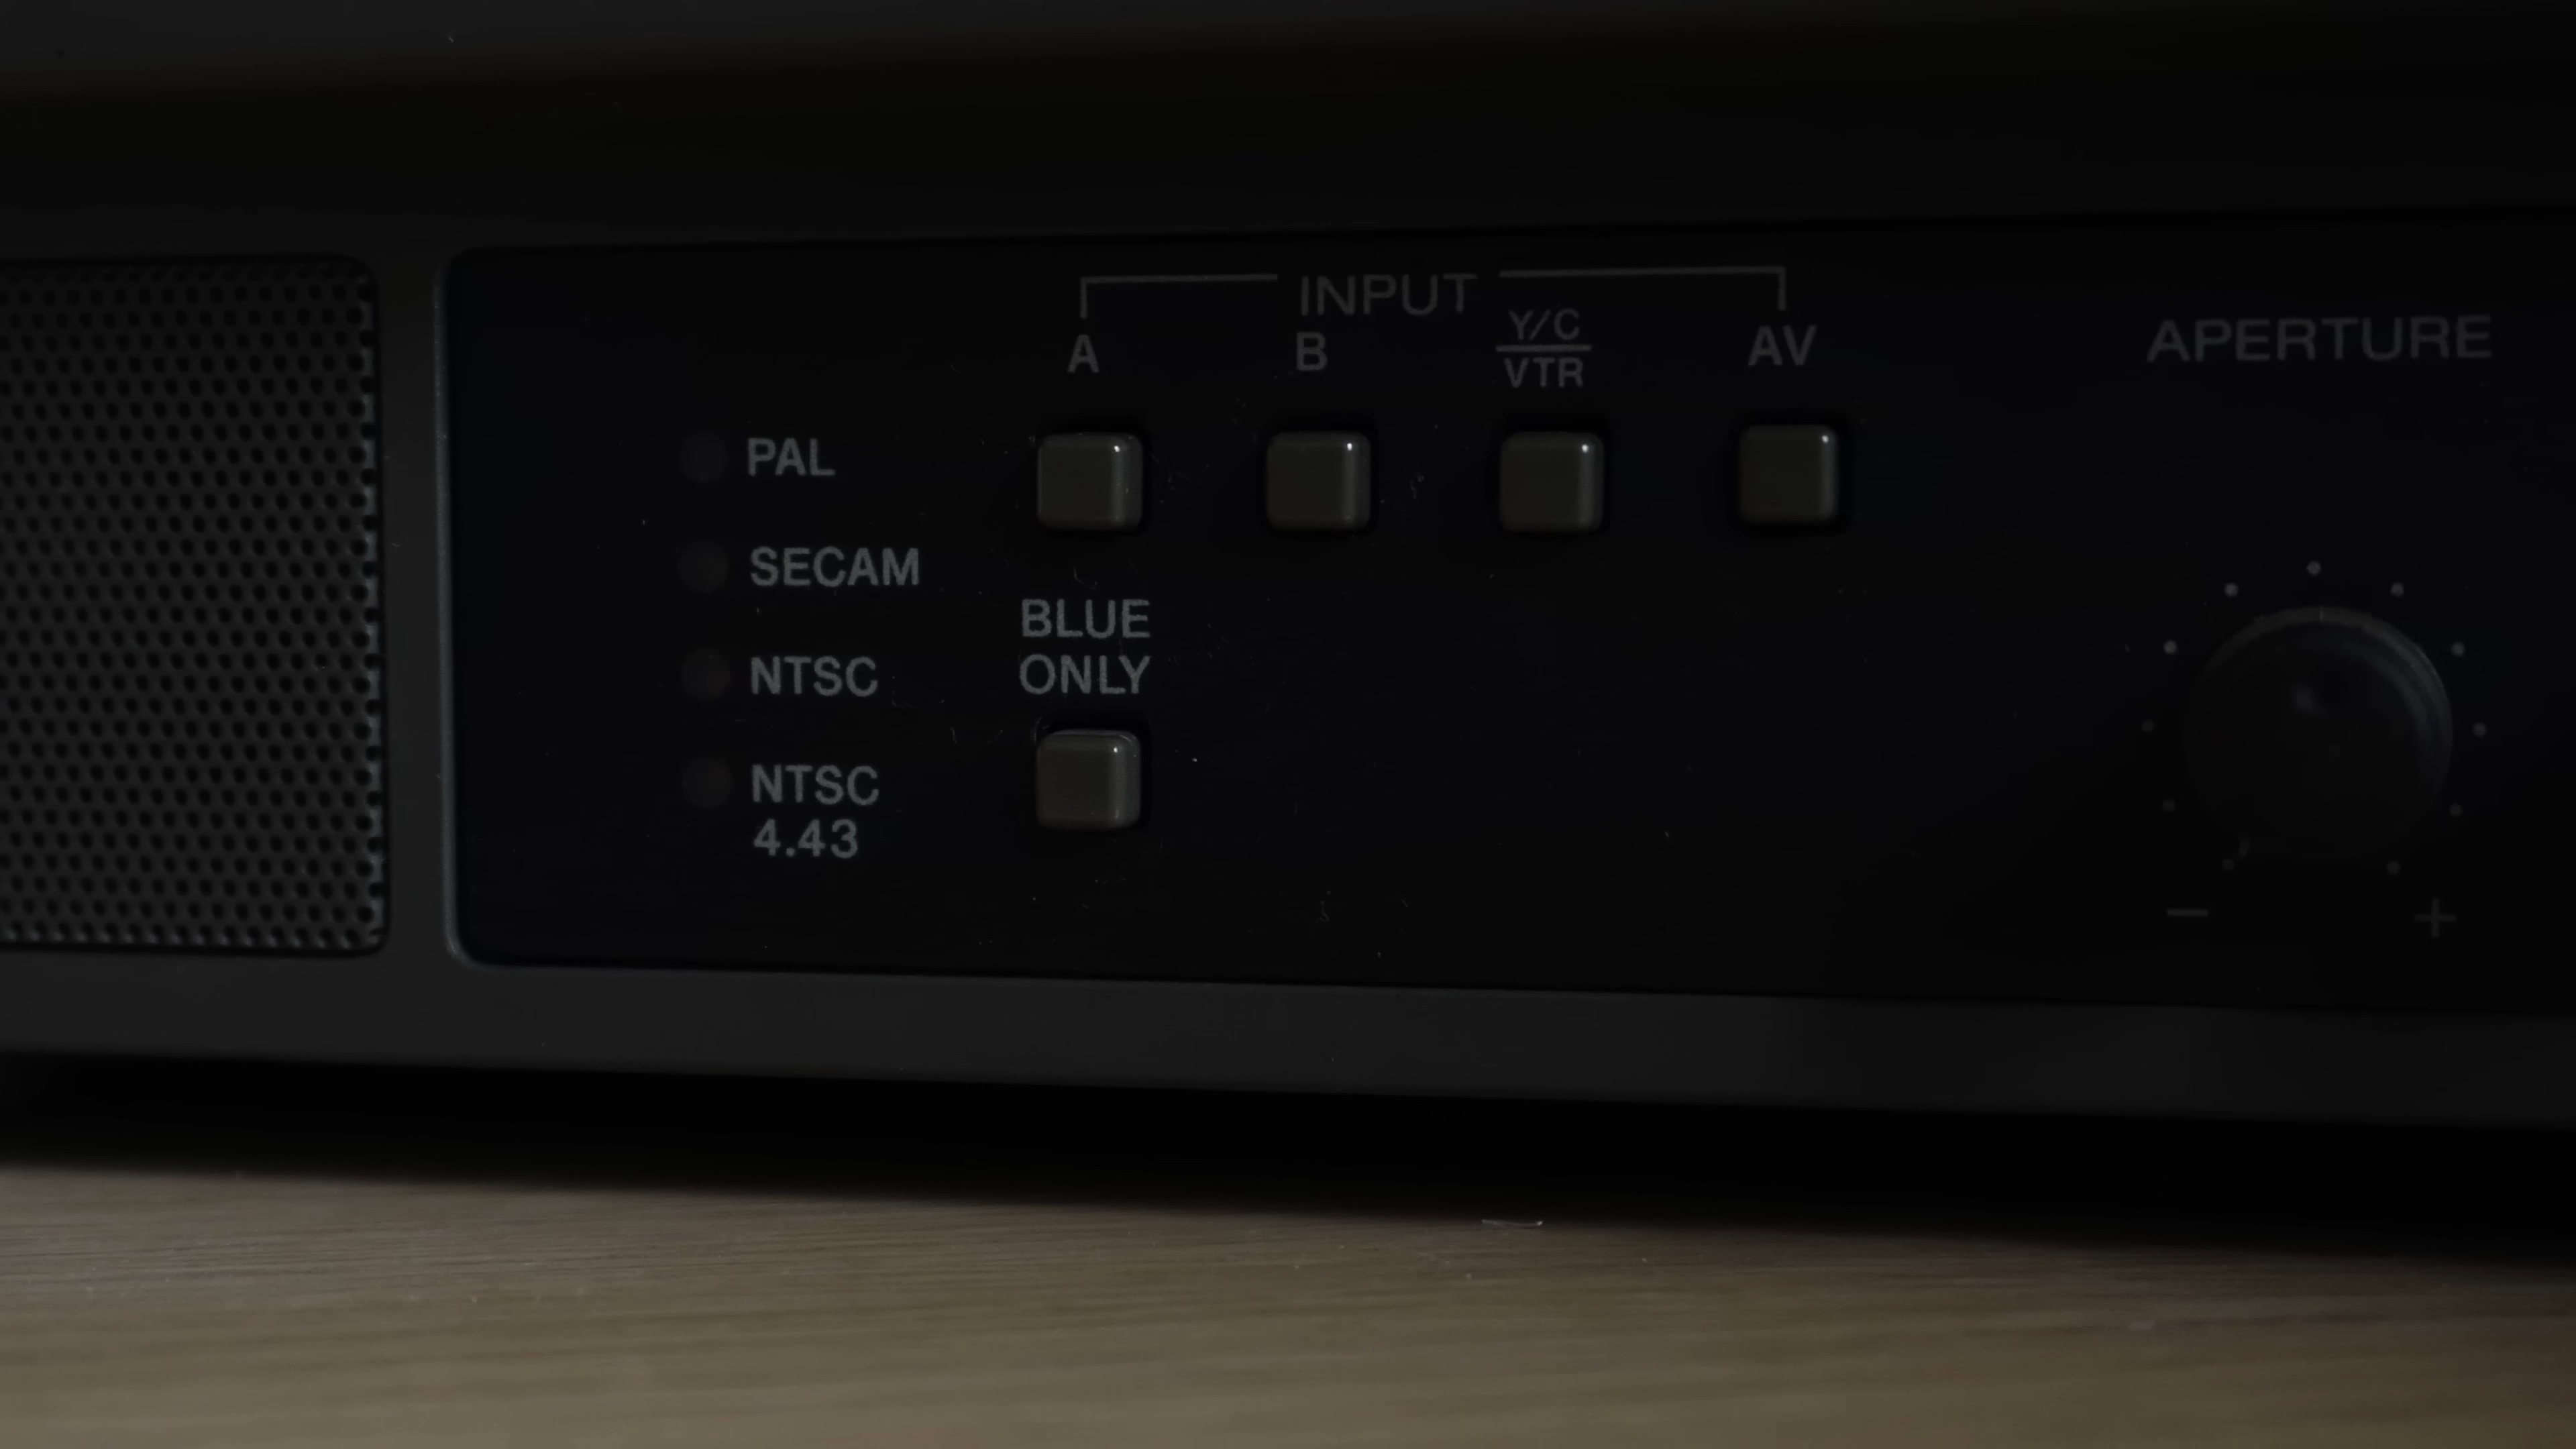 INPUT
A
B
Y/C
VTR
AV
APERTURE
PAL
SECAM
NTSC
NTSC
4.43
BLUE
ONLY
− +